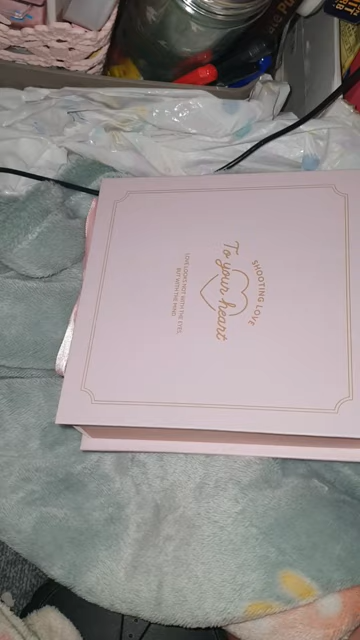 SHOOTING LOVE
To your heart
LOVE LOOKS NOT WITH THE EYES,
BUT WITH THE MIND.